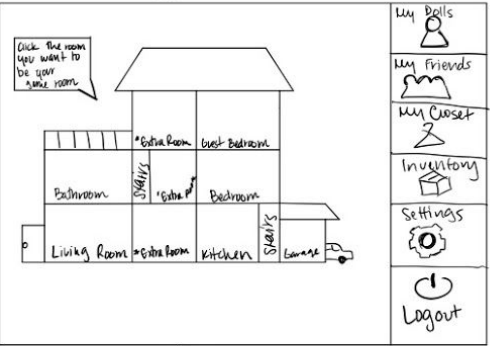 Click the room
you want to
be your
game room
*Extra Room
Guest Bedroom
Bathroom
Stairs
*Extra Room
Bedroom
Living Room
*Extra Room
Kitchen
Stairs
Garage
My Dolls
My Friends
My Closet
Inventory
Settings
Logout